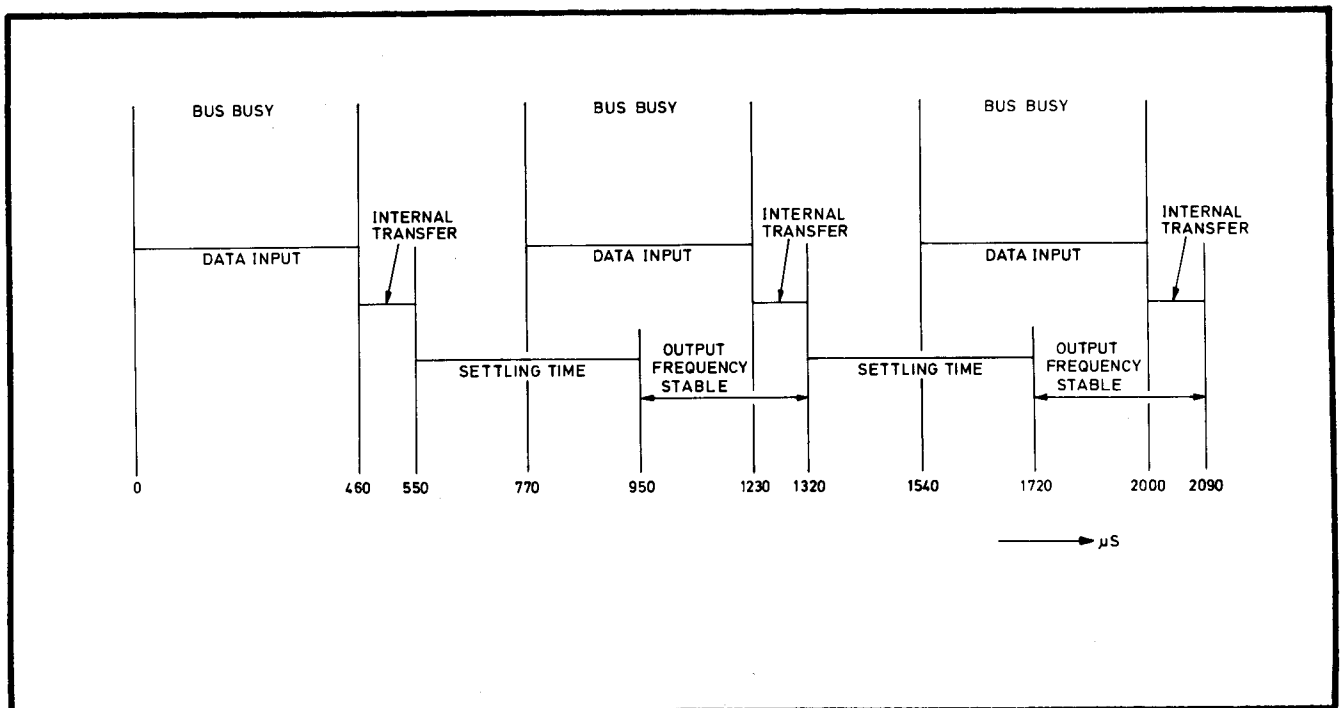 BUS BUSY
BUS BUSY
BUS BUSY
INTERNAL
TRANSFER
INTERNAL
TRANSFER
INTERNAL
TRANSFER
DATA INPUT
DATA INPUT
DATA INPUT
SETTLING TIME
OUTPUT
FREQUENCY
STABLE
SETTLING TIME
OUTPUT
FREQUENCY
STABLE
0 460 550 770 950 1230 1320 1540 1720 2000 2090
µS